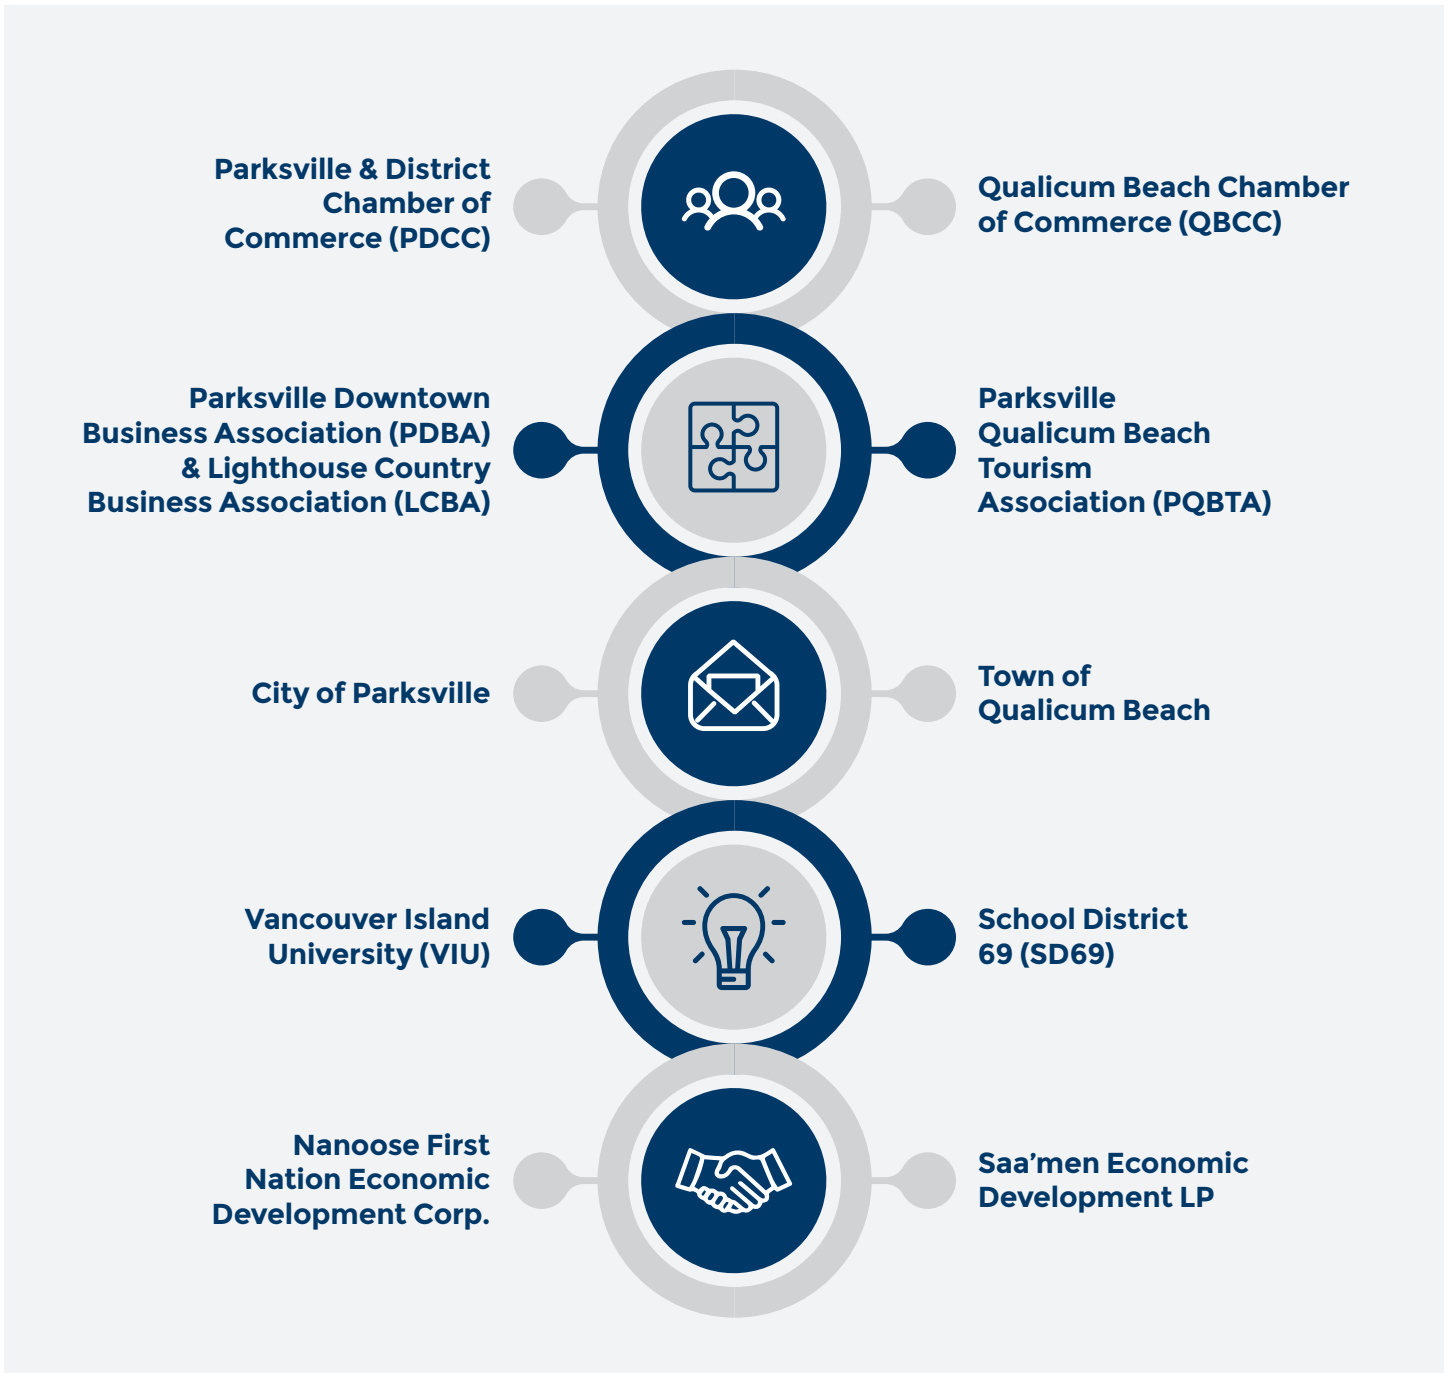 Parksville & District
Chamber of
Commerce (PDCC)
Qualicum Beach Chamber
of Commerce (QBCC)
Parksville Downtown
Business Association (PDBA)
& Lighthouse Country
Business Association (LCBA)
Parksville
Qualicum Beach
Tourism
Association (PQBTA)
City of Parksville
Town of
Qualicum Beach
Vancouver Island
University (VIU)
School District
69 (SD69)
Nanoose First
Nation Economic
Development Corp.
Saa’men Economic
Development LP